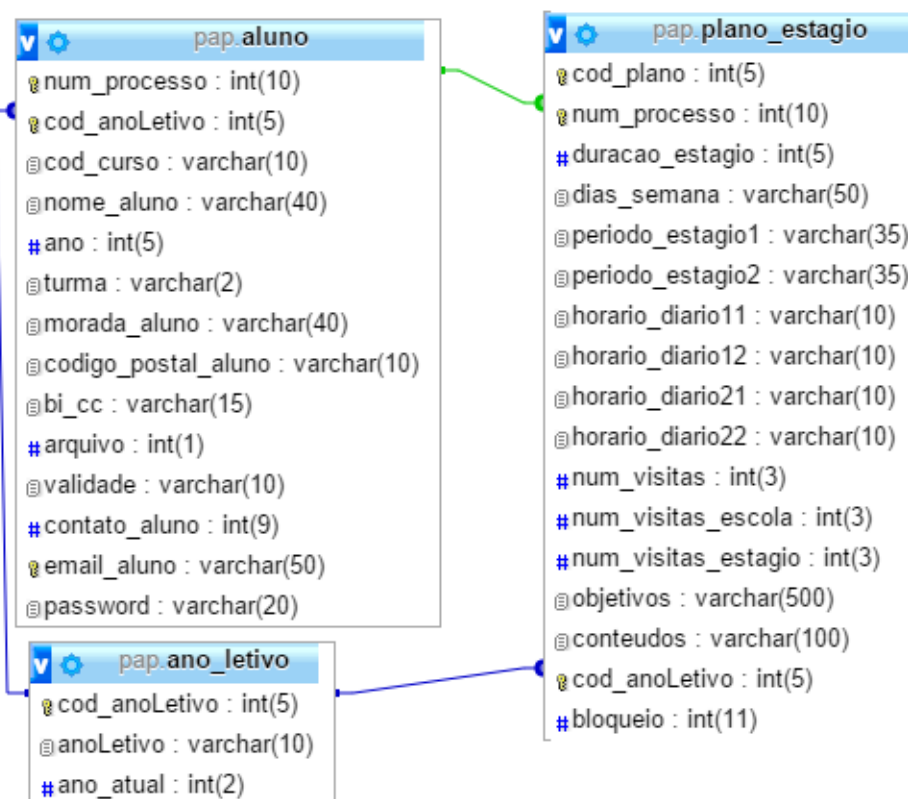 v pap.aluno
num_processo : int(10)
cod_anoLetivo : int(5)
cod_curso : varchar(10)
nome_aluno : varchar(40)
# ano : int(5)
turma : varchar(2)
morada_aluno : varchar(40)
codigo_postal_aluno : varchar(10)
bi_cc : varchar(15)
# arquivo : int(1)
validade : varchar(10)
# contato_aluno : int(9)
email_aluno : varchar(50)
password : varchar(20)
v pap.ano_letivo
cod_anoLetivo : int(5)
anoLetivo : varchar(10)
# ano_atual : int(2)
v pap.plano_estagio
cod_plano : int(5)
num_processo : int(10)
# duracao_estagio : int(5)
dias_semana : varchar(50)
periodo_estagio1 : varchar(35)
periodo_estagio2 : varchar(35)
horario_diario11 : varchar(10)
horario_diario12 : varchar(10)
horario_diario21 : varchar(10)
horario_diario22 : varchar(10)
# num_visitas : int(3)
# num_visitas_escola : int(3)
# num_visitas_estagio : int(3)
objetivos : varchar(500)
conteudos : varchar(100)
cod_anoLetivo : int(5)
# bloqueio : int(11)